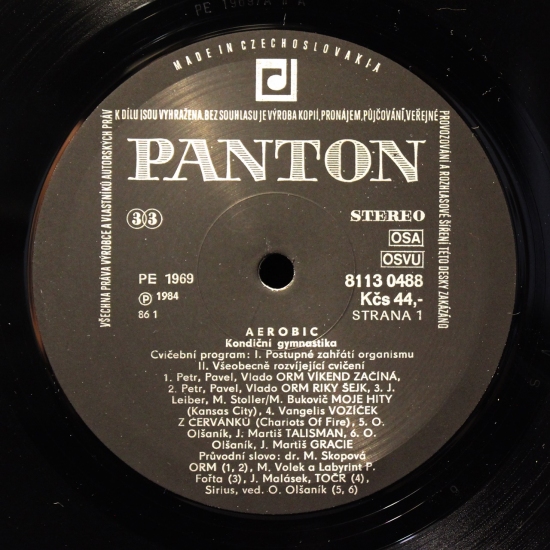 PE 1969
MADE IN CZECHOSLOVAKIA
VŠECHNA PRÁVA VÝROBCE A VLASTNÍKŮ AUTORSKÝCH PRÁV
K DÍLU JSOU VYHRAŽENA. BEZ SOUHLASU JE VÝROBA KOPIÍ, PRONÁJEM, PŮJČOVÁNÍ, VEŘEJNÉ
PROVOZOVÁNÍ A ROZHLASOVÉ ŠÍŘENÍ TÉTO DESKY ZAKÁZÁNO
PANTON
33
STEREO
OSA
OSVU
PE 1969
8113 0488
Ⓟ 1984
Kčs 44,-
86 1
STRANA 1
AEROBIC
Kondiční gymnastika
Cvičební program: I. Postupné zahřátí organismu
II. Všeobecně rozvíjející cvičení
1. Petr, Pavel, Vlado ORM VÍKEND ZAČÍNÁ,
2. Petr, Pavel, Vlado ORM RIKY ŠEJK, 3. J.
Leiber, M. Stoller/M. Bukovič MOJE HITY
(Kansas City), 4. Vangelis VOZÍČEK
Z ČERVÁNKŮ (Chariots Of Fire), 5. O.
Olšaník, J. Martiš TALISMAN, 6. O.
Olšaník, J. Martiš GRACIE
Průvodní slovo: dr. M. Skopová
ORM (1, 2), M. Volek a Labyrint P.
Fořta (3), J. Malásek, TOČR (4),
Sirius, ved. O. Olšaník (5, 6)